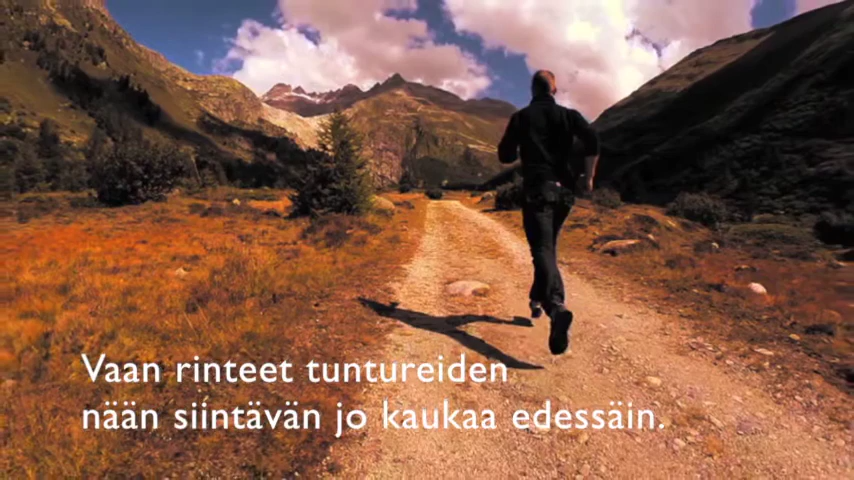 Vaan rinteet tuntureiden
nään siintävän jo kaukaa edessäin.